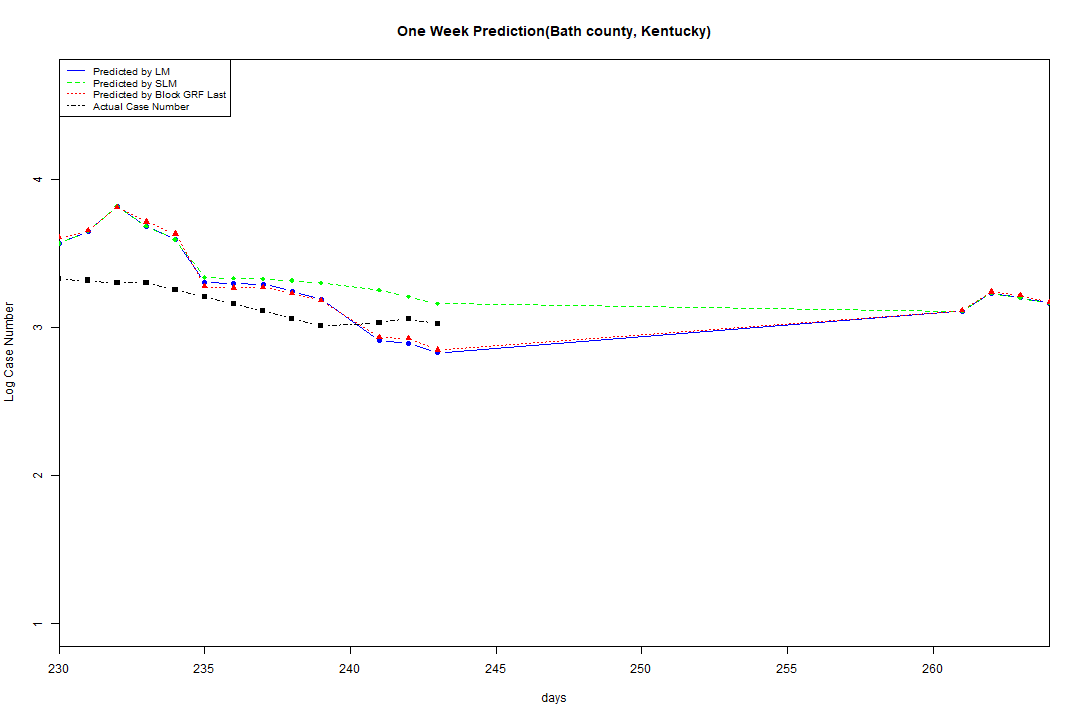 One Week Prediction(Bath county, Kentucky)
Predicted by LM
Predicted by SLM
Predicted by Block GRF Last
Actual Case Number
4
3
2
1
Log Case Number
230 235 240 245 250 255 260
days